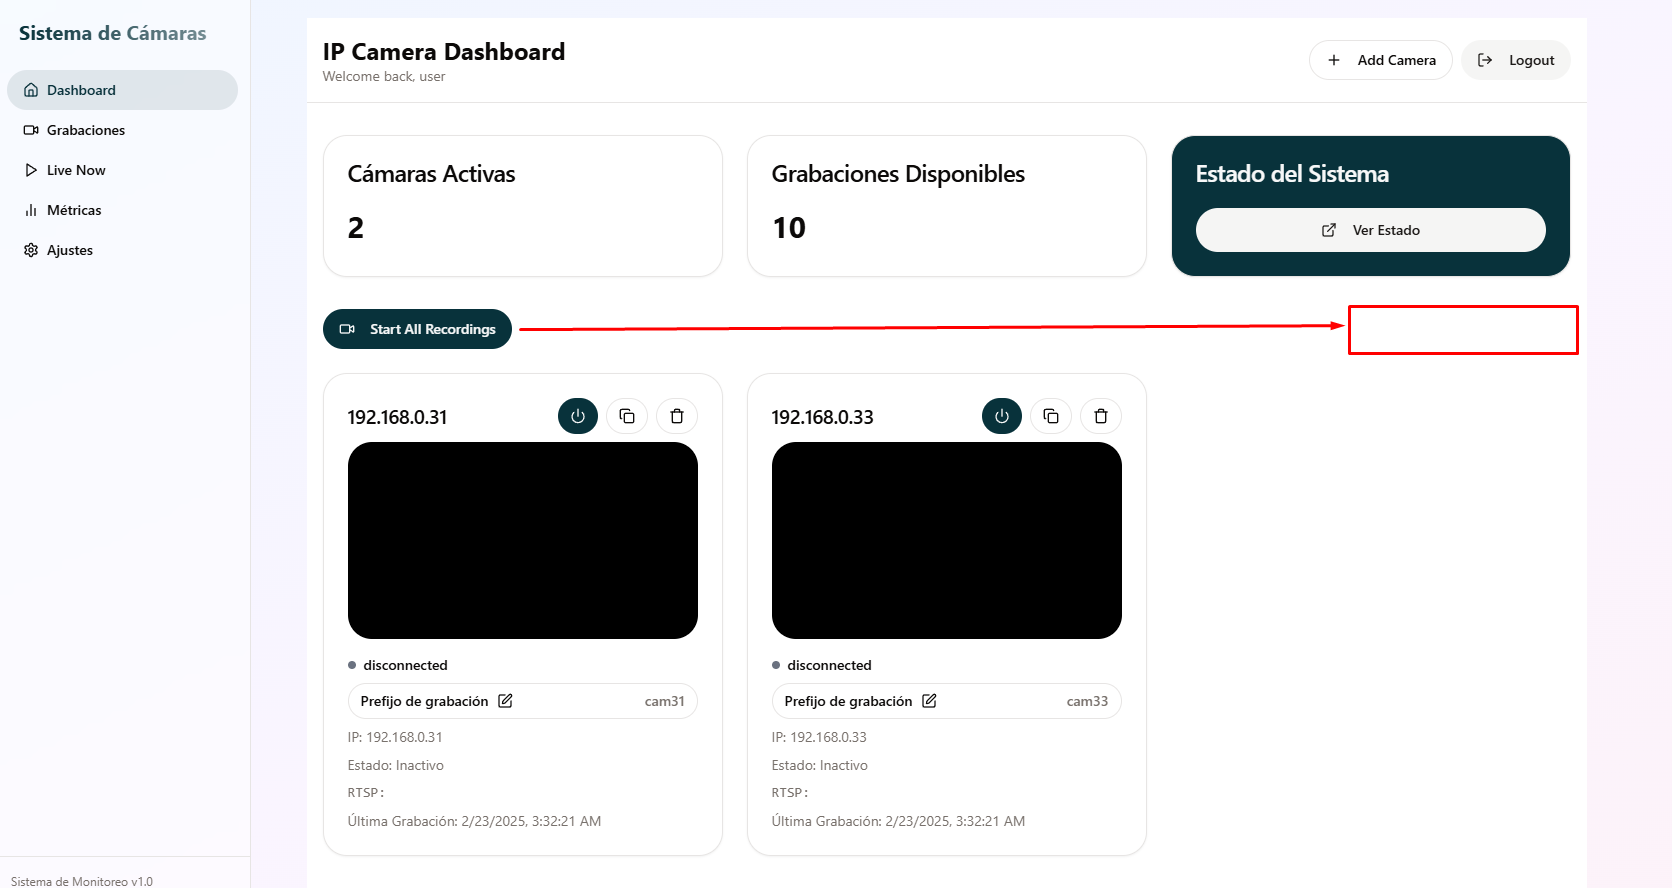 Sistema de Cámaras
Dashboard
Grabaciones
Live Now
Métricas
Ajustes
Sistema de Monitoreo v1.0
IP Camera Dashboard
Welcome back, user
Add Camera
Logout
Cámaras Activas
2
Grabaciones Disponibles
10
Estado del Sistema
Ver Estado
Start All Recordings
192.168.0.31
disconnected
Prefijo de grabación cam31
IP: 192.168.0.31
Estado: Inactivo
RTSP:
Última Grabación: 2/23/2025, 3:32:21 AM
192.168.0.33
disconnected
Prefijo de grabación cam33
IP: 192.168.0.33
Estado: Inactivo
RTSP:
Última Grabación: 2/23/2025, 3:32:21 AM